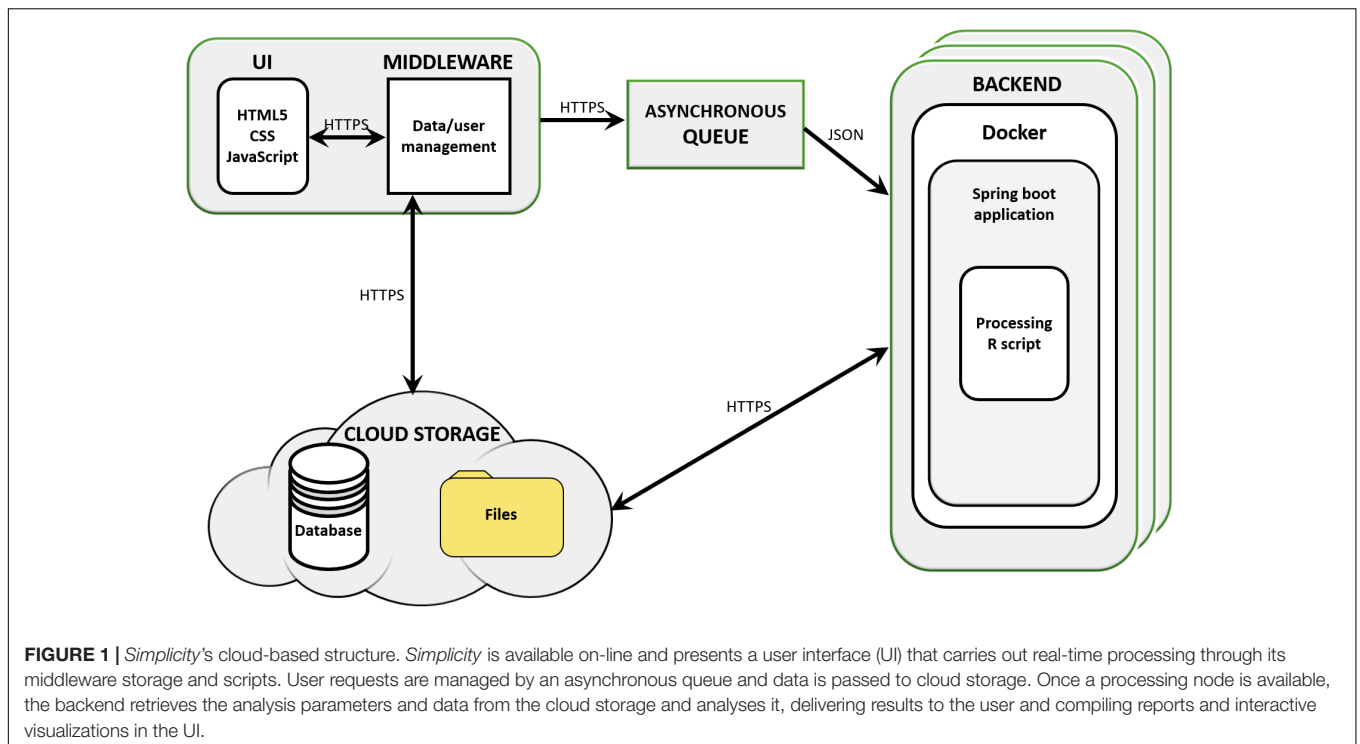 UI
MIDDLEWARE
HTML5
CSS
JavaScript
HTTPS
Data/user
management
HTTPS
ASYNCHRONOUS
QUEUE
JSON
BACKEND
Docker
Spring boot
application
Processing
R script
HTTPS
HTTPS
CLOUD STORAGE
Database
Files
FIGURE 1 | Simplicity's cloud-based structure. Simplicity is available on-line and presents a user interface (UI) that carries out real-time processing through its
middleware storage and scripts. User requests are managed by an asynchronous queue and data is passed to cloud storage. Once a processing node is available,
the backend retrieves the analysis parameters and data from the cloud storage and analyses it, delivering results to the user and compiling reports and interactive
visualizations in the UI.